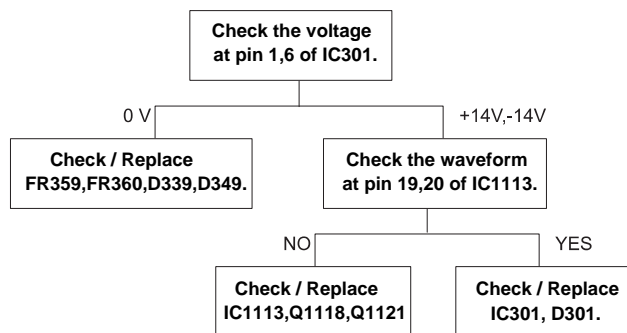 Check the voltage
at pin 1,6 of IC301.
0 V
+14V,-14V
Check / Replace
FR359,FR360,D339,D349.
Check the waveform
at pin 19,20 of IC1113.
NO
YES
Check / Replace
IC1113,Q1118,Q1121
Check / Replace
IC301, D301.